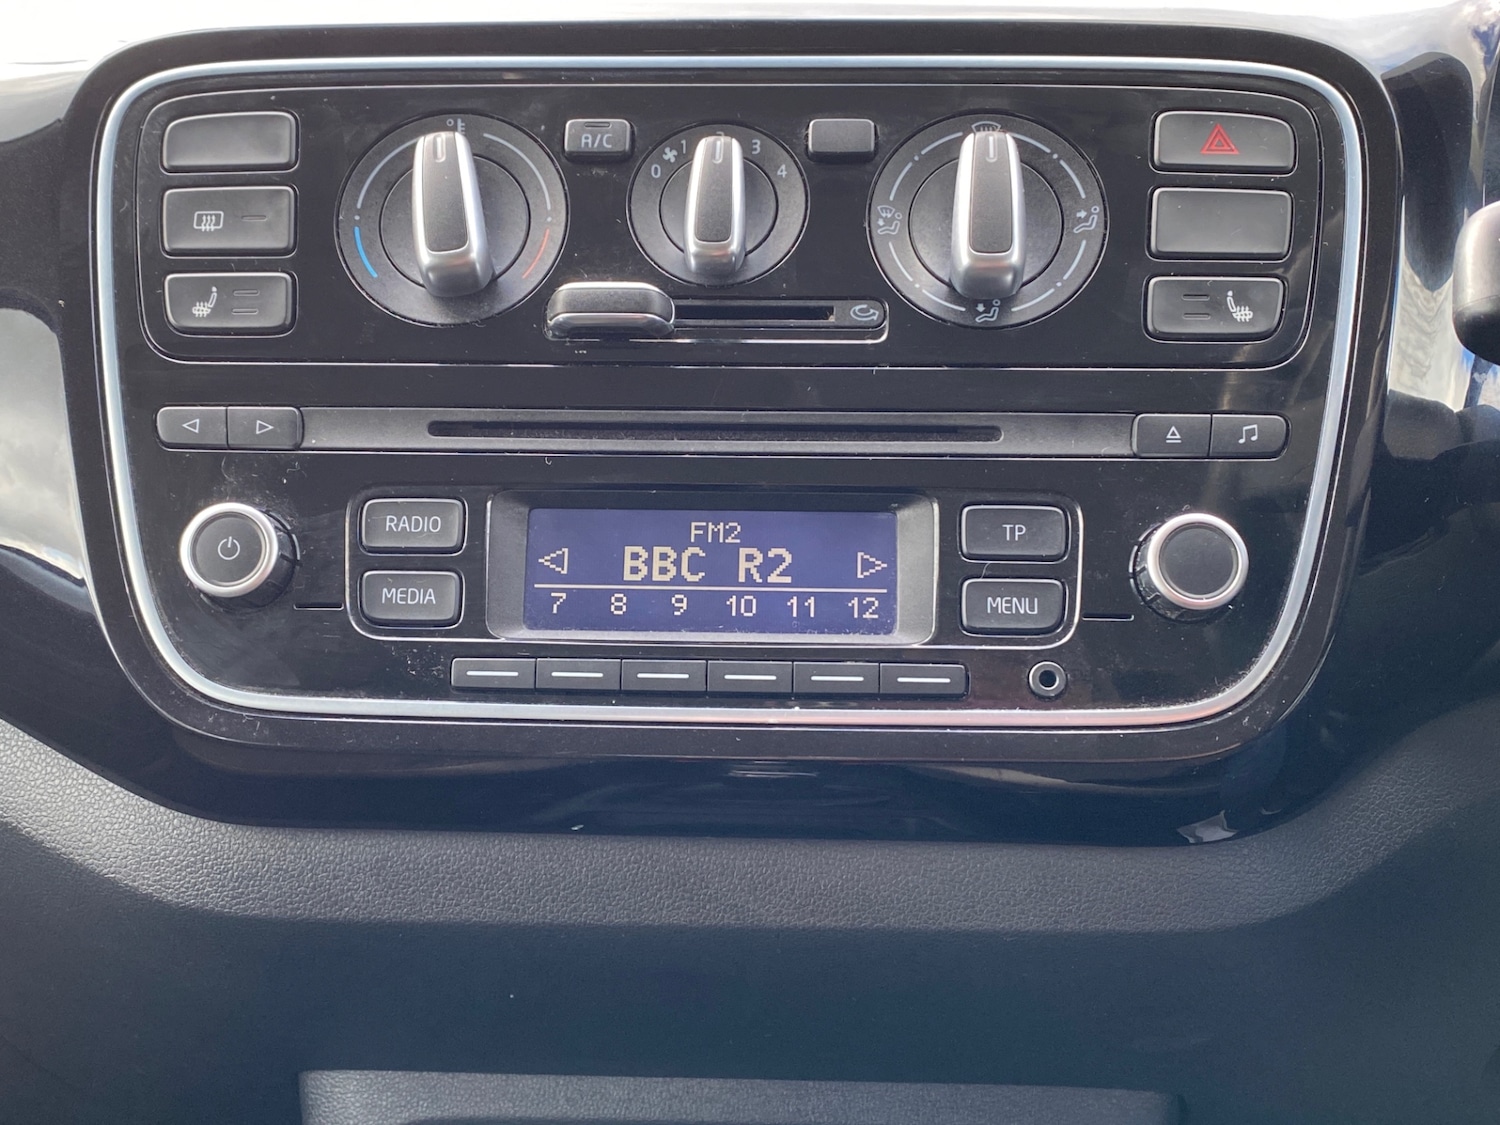 0 1 2 3 4
A/C
RADIO
MEDIA
FM2
BBC R2
7 8 9 10 11 12
TP
MENU